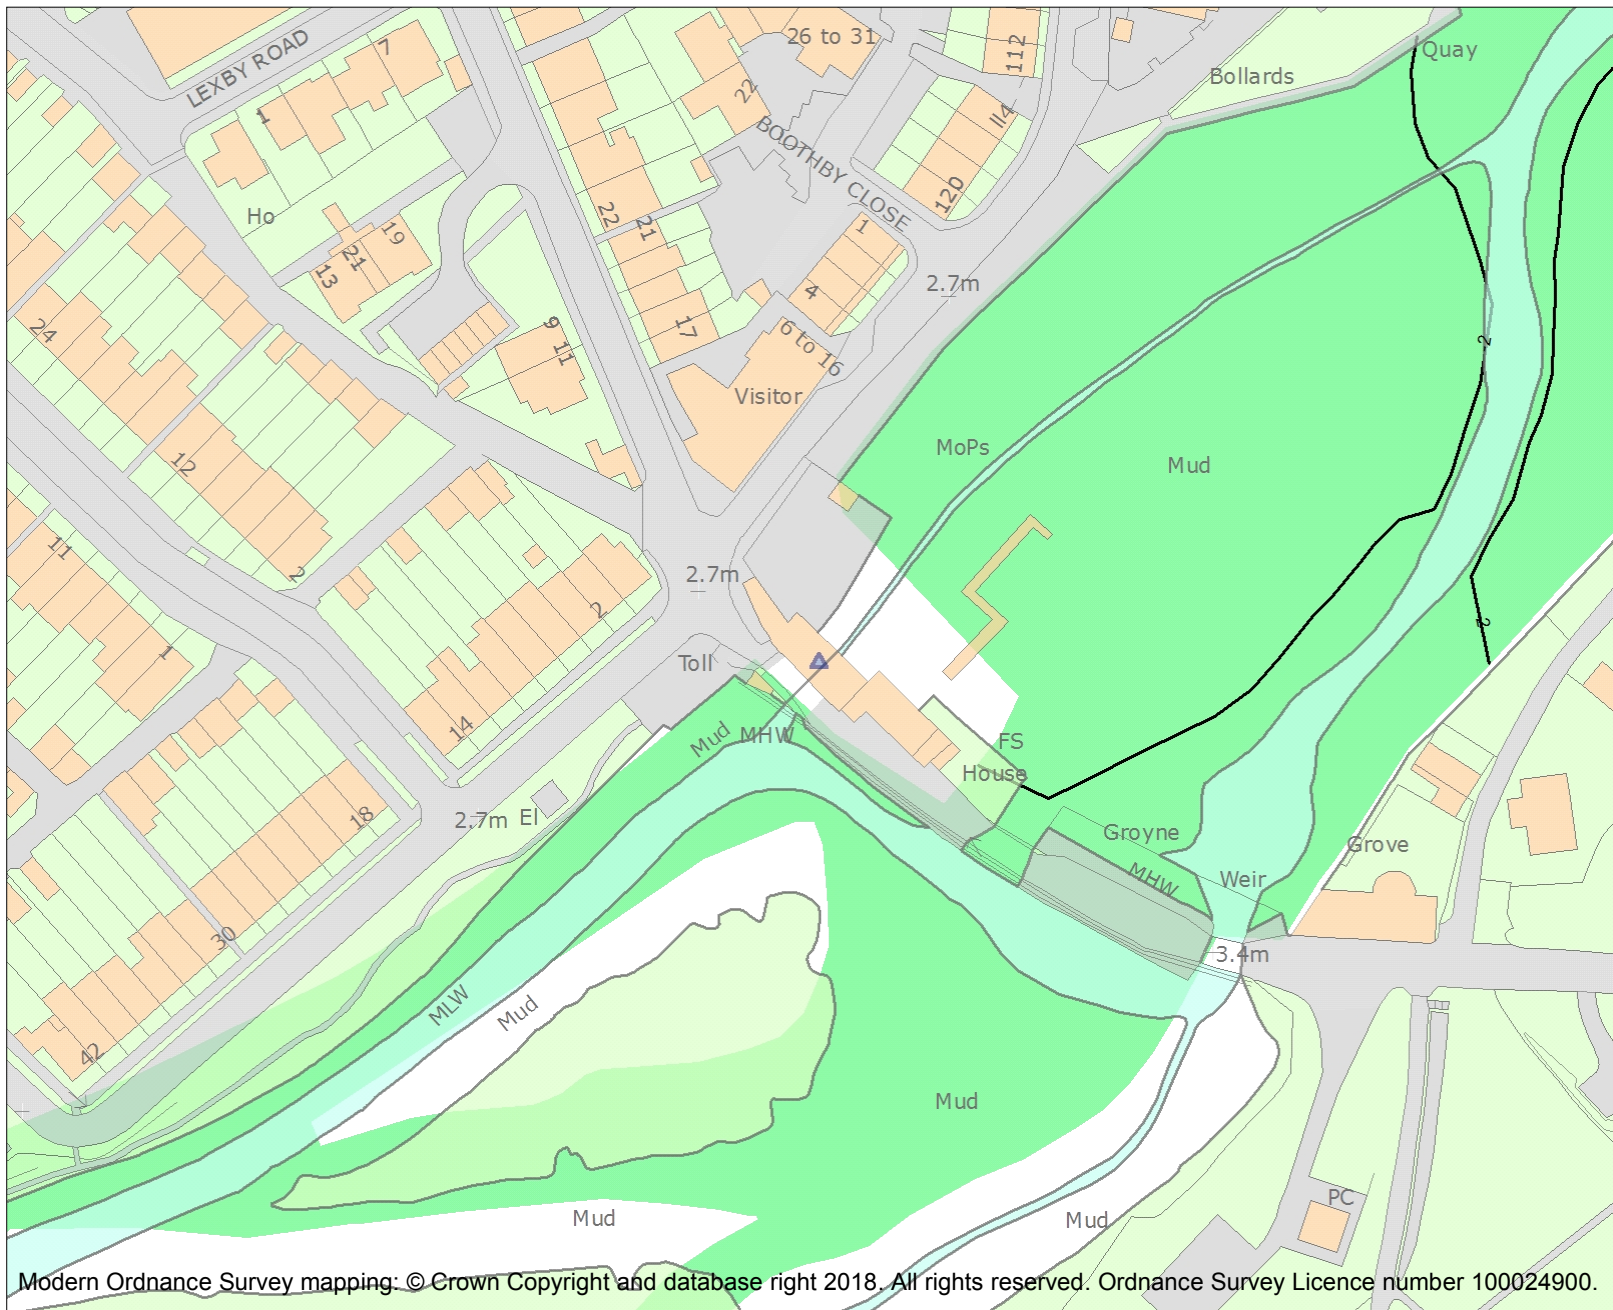 26 to 31
112
Quay
LEXBY ROAD
7
Bollards
22
1
114
BOOTHBY CLOSE
120
Ho
22
21
19
1
21
13
2.7m
4
24
9
11
17
6 to 16
2
Visitor
MoPs
12
Mud
11
2
2.7m
2
2
1
Toll
14
Mud
MHW
FS
House
18
2.7m
El
Groyne
Grove
MHW
Weir
30
3.4m
MLW
Mud
42
Mud
PC
Mud
Mud
Modern Ordnance Survey mapping: © Crown Copyright and database right 2018. All rights reserved. Ordnance Survey Licence number 100024900.